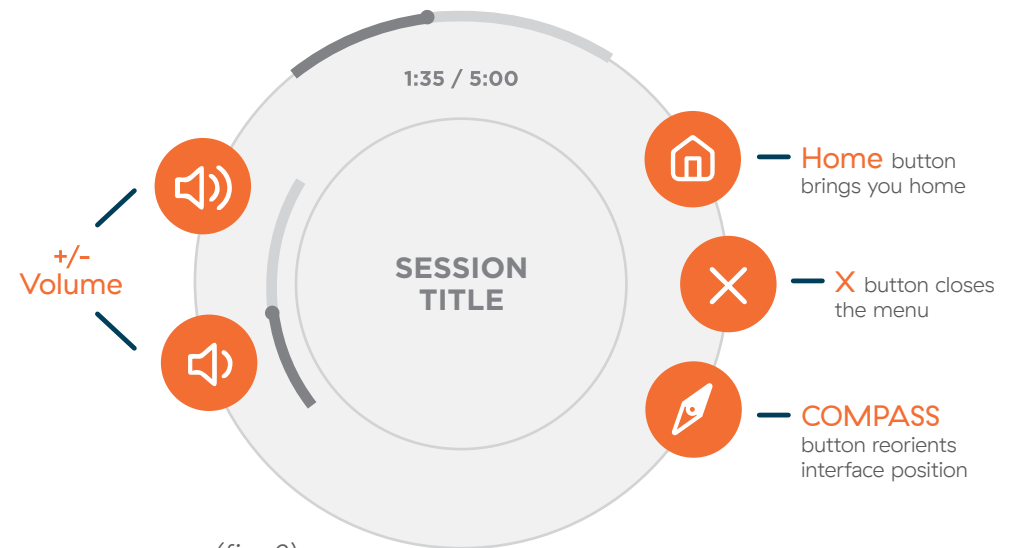 1:35 / 5:00
Home button
brings you home
+/-
Volume
SESSION
TITLE
X button closes
the menu
COMPASS
button reorients
interface position